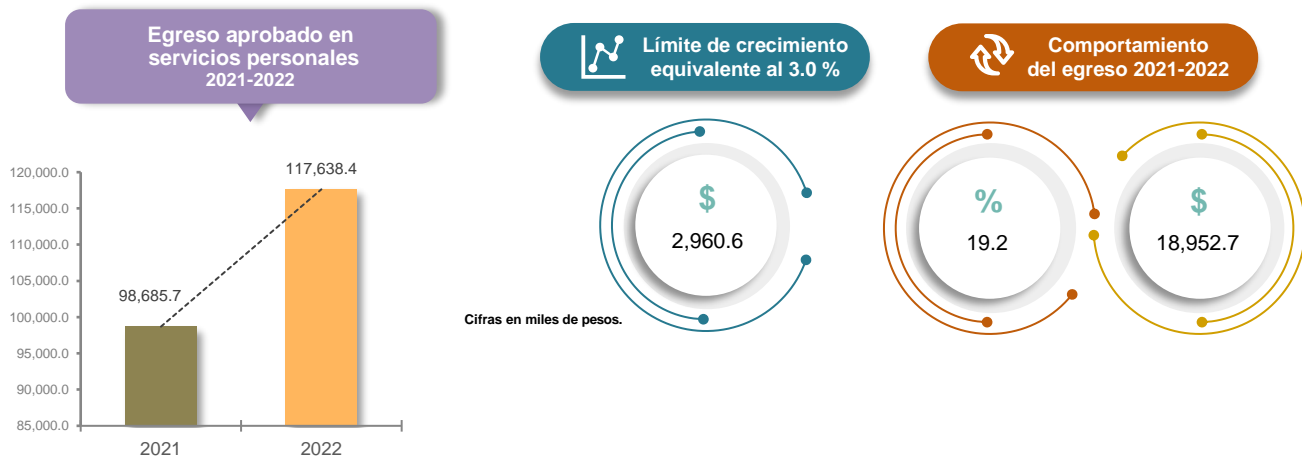 Egreso aprobado en
servicios personales
2021-2022
120,000.0
115,000.0
110,000.0
105,000.0
100,000.0
95,000.0
90,000.0
85,000.0
98,685.7
117,638.4
2021
2022
Límite de crecimiento
equivalente al 3.0 %
$
2,960.6
Cifras en miles de pesos.
Comportamiento
del egreso 2021-2022
%
19.2
$
18,952.7